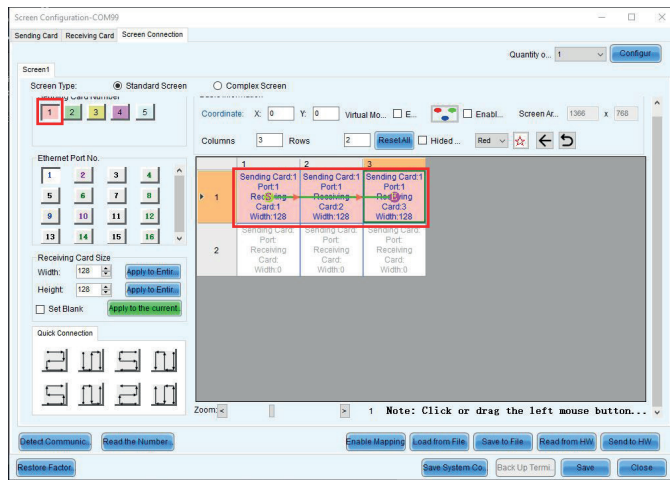 Screen Configuration-COM99
Sending Card Receiving Card Screen Connection
Quantity o... 1 Configur
Screen1
Screen Type: Standard Screen Complex Screen
1 2 3 4 5
Coordinate: X: 0 Y: 0 Virtual Mo... E... Enabl... Screen Ar... 1366 x 768
Columns 3 Rows 2 ResetAll Hided ... Red
Ethernet Port No.
1 2 3 4
5 6 7 8
9 10 11 12
13 14 15 16
1 2 3
Sending Card:1 Sending Card:1 Sending Card:1
Port:1 Port:1 Port:1
1 Receiving Receiving Receiving
Card:1 Card:2 Card:3
Width:128 Width:128 Width:128
Sending Card: Sending Card: Sending Card:
Port: Port: Port:
2 Receiving Receiving Receiving
Card: Card: Card:
Width:0 Width:0 Width:0
Receiving Card Size
Width: 128 Apply to Entir...
Height: 128 Apply to Entir...
Set Blank Apply to the current...
Quick Connection
Zoom: < > 1 Note: Click or drag the left mouse button...
Detect Communic... Read the Number... Enable Mapping Load from File Save to File Read from HW Send to HW
Restore Factor... Save System Co... Back Up Termi... Save Close